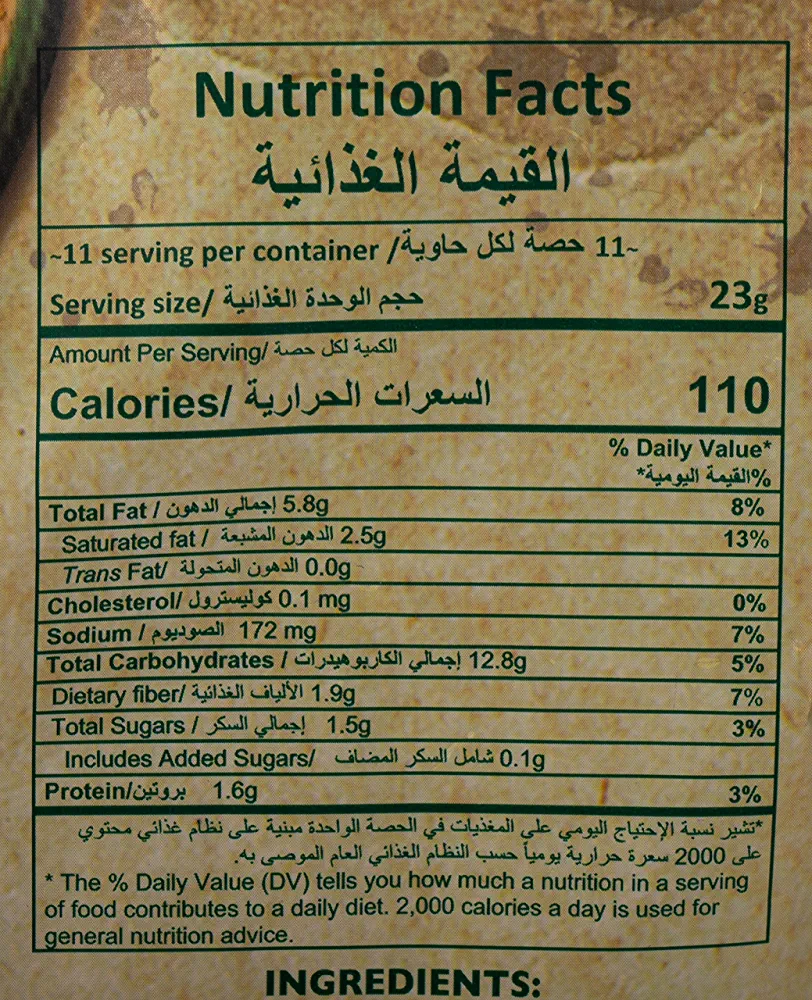 Nutrition Facts
القيمة الغذائية
~11 serving per container /11 حصة لكل حاوية~
Serving size/ حجم الوحدة الغذائية 23g
Amount Per Serving/ الكمية لكل حصة
Calories/ السعرات الحرارية 110
% Daily Value*
%القيمة اليومية*
Total Fat / إجمالي الدهون 5.8g 8%
Saturated fat / الدهون المشبعة 2.5g 13%
Trans Fat/ الدهون المتحولة 0.0g
Cholesterol/ كوليسترول 0.1 mg 0%
Sodium / الصوديوم 172 mg 7%
Total Carbohydrates / إجمالي الكاربوهيدرات 12.8g 5%
Dietary fiber/ الألياف الغذائية 1.9g 7%
Total Sugars / إجمالي السكر 1.5g 3%
Includes Added Sugars/ شامل السكر المضاف 0.1g
Protein/بروتين 1.6g 3%
*تشير نسبة الإحتياج اليومي على المغذيات في الحصة الواحدة مبنية على نظام غذائي محتوي
على 2000 سعرة حرارية يومياً حسب النظام الغذائي العام الموصى به.
* The % Daily Value (DV) tells you how much a nutrition in a serving
of food contributes to a daily diet. 2,000 calories a day is used for
general nutrition advice.
INGREDIENTS: